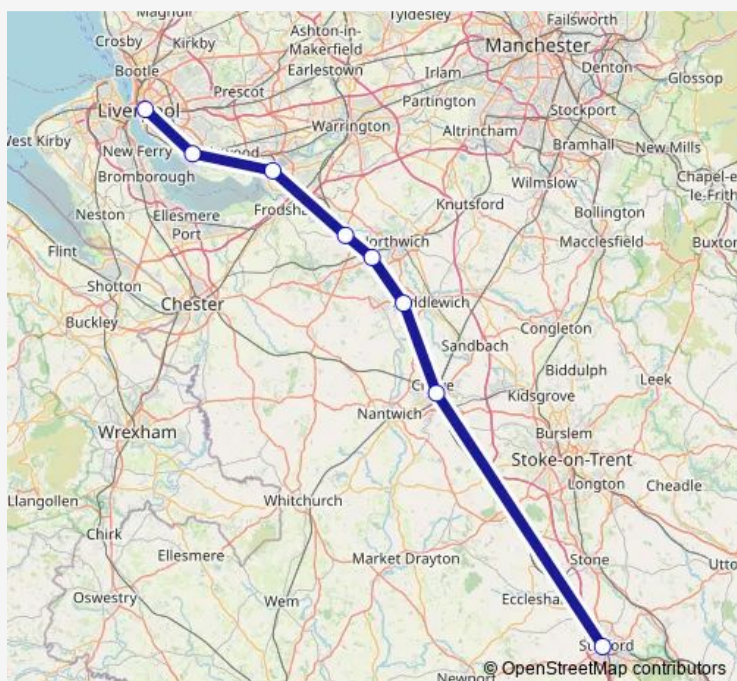 Crosby
Kirkby
Ashton-in-
Makerfield
Tyldesley
Failsworth
Manchester
Bootle
Earlestown
Irlam
Denton
Glossop
Prescot
Partington
Stockport
Warrington
Altrincham
Bramhall
New Mills
New Ferry
Bromborough
Wilmslow
Chapel-e
le-Frith
Neston
Ellesmere
Port
Knutsford
Bollington
Flint
Northwich
Macclesfield
Buxton
Shotton
Chester
Buckley
Congleton
Sandbach
Biddulph
Leek
Nantwich
Kidsgrove
Wrexham
Burslem
Stoke-on-Trent
Longton
Cheadle
Llangollen
Whitchurch
Chirk
Ellesmere
Market Drayton
Stone
Oswestry
Wem
Newport
© OpenStreetMap contributors